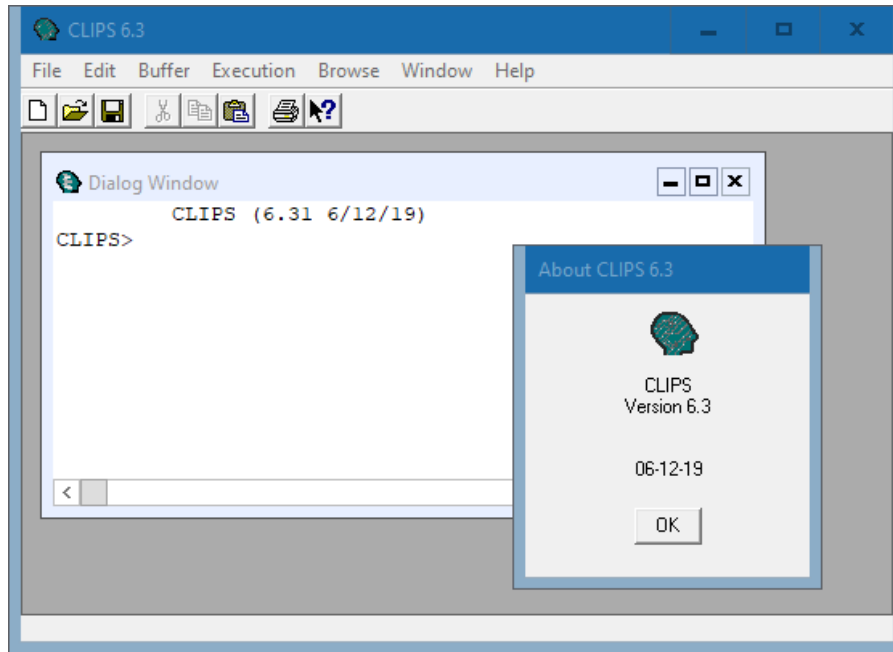 CLIPS 6.3
File Edit Buffer Execution Browse Window Help
Dialog Window
CLIPS (6.31 6/12/19)
CLIPS>
About CLIPS 6.3
CLIPS
Version 6.3
06-12-19
OK